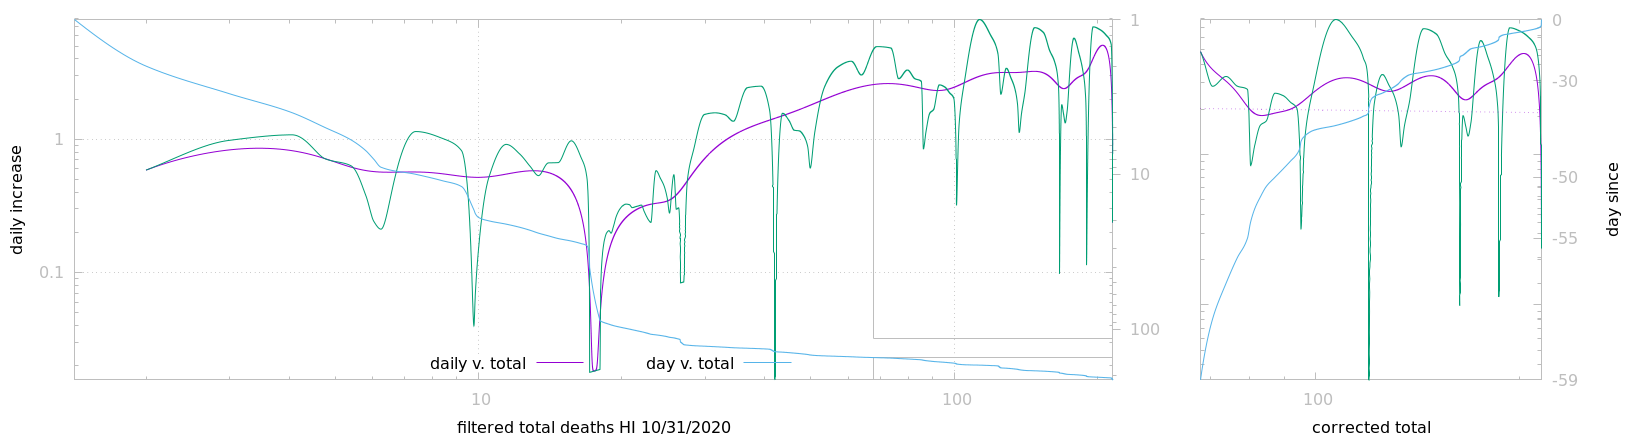 1
0
1
-30
daily increase
10
-50
day since
0.1
-55
100
daily v. total
day v. total
-59
10
100
100
filtered total deaths HI 10/31/2020
corrected total